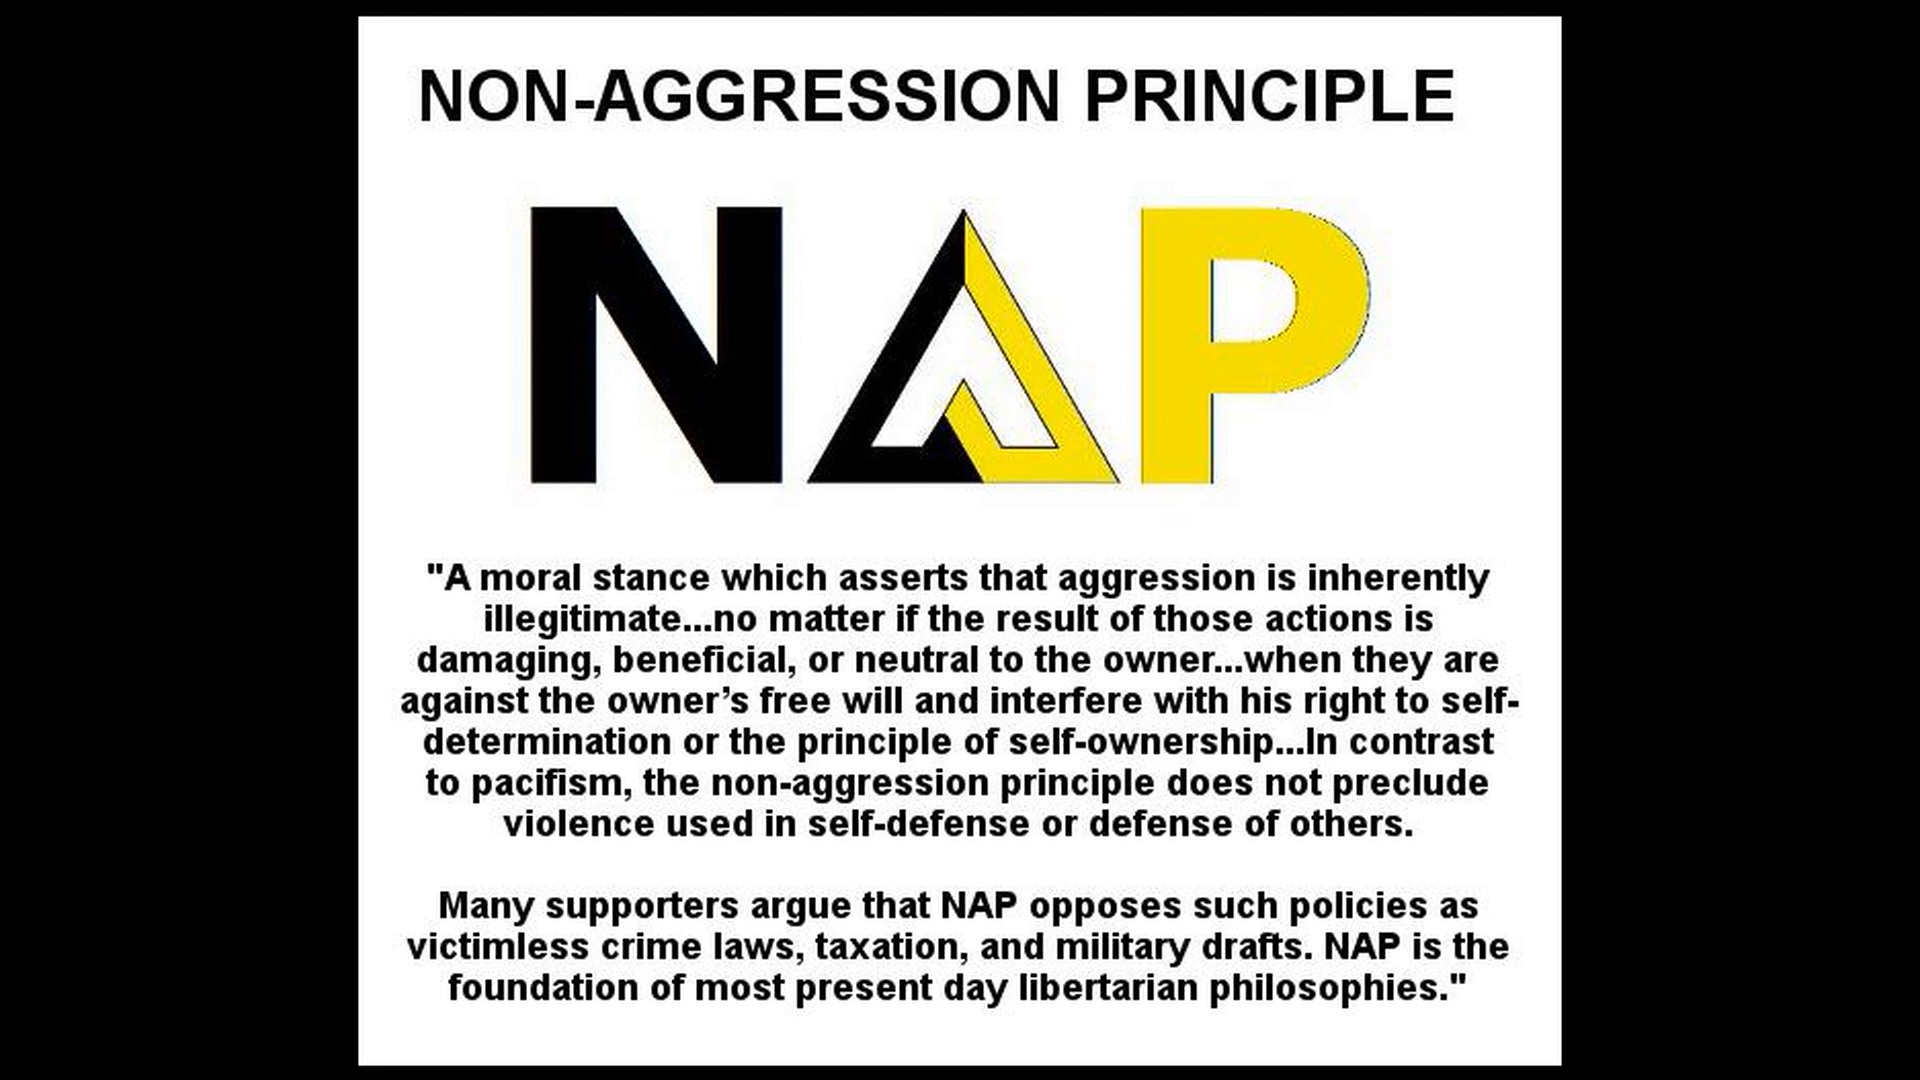 NON-AGGRESSION PRINCIPLE
NAP
"A moral stance which asserts that aggression is inherently
illegitimate...no matter if the result of those actions is
damaging, beneficial, or neutral to the owner...when they are
against the owner’s free will and interfere with his right to self-
determination or the principle of self-ownership...In contrast
to pacifism, the non-aggression principle does not preclude
violence used in self-defense or defense of others.
Many supporters argue that NAP opposes such policies as
victimless crime laws, taxation, and military drafts. NAP is the
foundation of most present day libertarian philosophies."